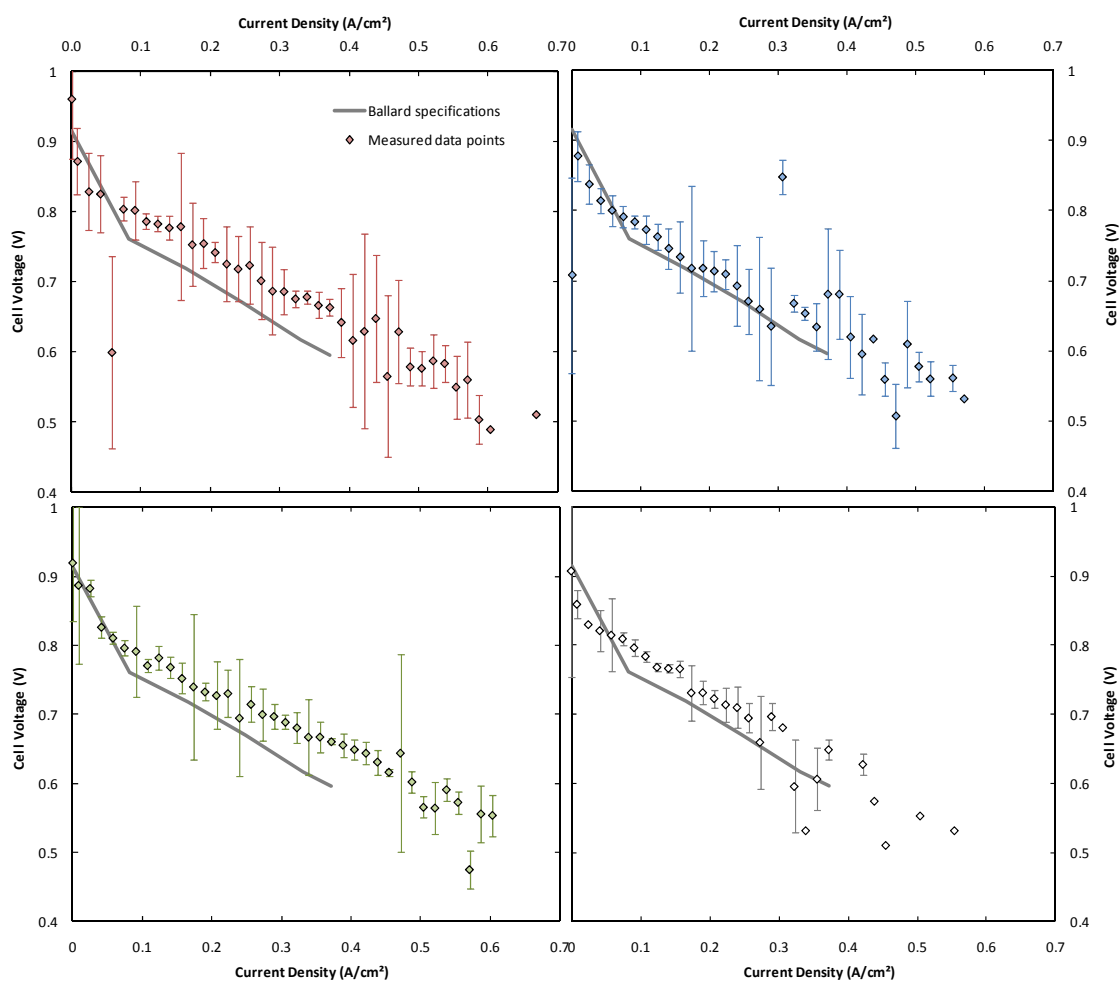 Current Density (A/cm²) Current Density (A/cm²)
0.0 0.1 0.2 0.3 0.4 0.5 0.6 0.7 0 0.1 0.2 0.3 0.4 0.5 0.6 0.7
1 1
Ballard specifications
Measured data points
0.9 0.9
0.8 0.8
Cell Voltage (V) Cell Voltage (V)
0.7 0.7
0.6 0.6
0.5 0.5
0.4 0.4
1 1
0.9 0.9
0.8 0.8
Cell Voltage (V) Cell Voltage (V)
0.7 0.7
0.6 0.6
0.5 0.5
0.4 0.4
0 0.1 0.2 0.3 0.4 0.5 0.6 0.7 0 0.1 0.2 0.3 0.4 0.5 0.6 0.7
Current Density (A/cm²) Current Density (A/cm²)